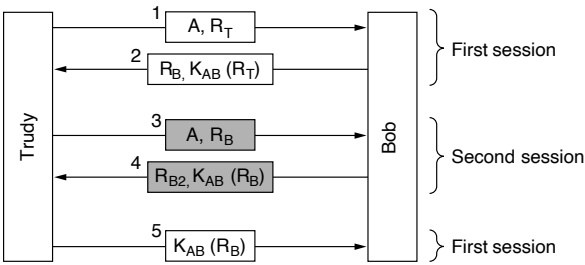 1
A, R_T
First session
2
R_B, K_AB (R_T)
Trudy
Bob
3
A, R_B
Second session
4
R_B2, K_AB (R_B)
5
K_AB (R_B)
First session